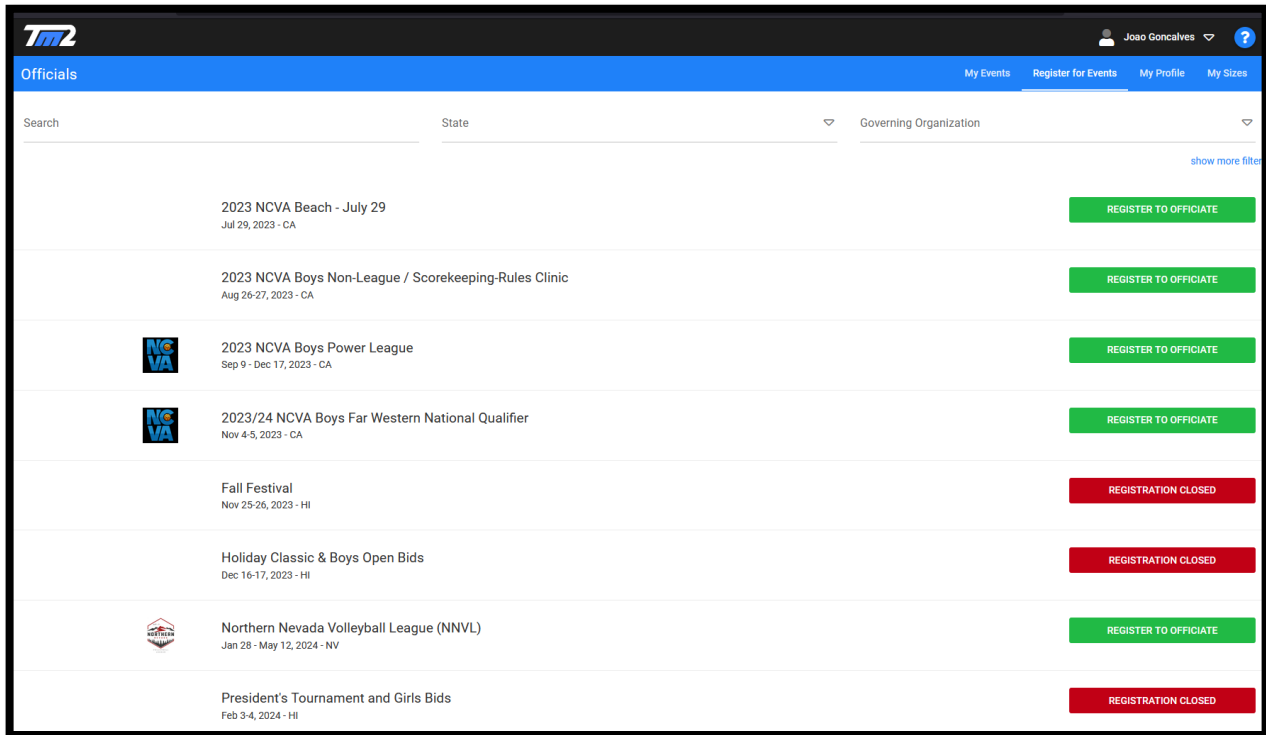 Tm2
Joao Goncalves
?
Officials
My Events
Register for Events
My Profile
My Sizes
Search
State
Governing Organization
show more filter
2023 NCVA Beach - July 29
Jul 29, 2023 - CA
REGISTER TO OFFICIATE
2023 NCVA Boys Non-League / Scorekeeping-Rules Clinic
Aug 26-27, 2023 - CA
REGISTER TO OFFICIATE
NC
VA
2023 NCVA Boys Power League
Sep 9 - Dec 17, 2023 - CA
REGISTER TO OFFICIATE
NC
VA
2023/24 NCVA Boys Far Western National Qualifier
Nov 4-5, 2023 - CA
REGISTER TO OFFICIATE
Fall Festival
Nov 25-26, 2023 - HI
REGISTRATION CLOSED
Holiday Classic & Boys Open Bids
Dec 16-17, 2023 - HI
REGISTRATION CLOSED
NORTHERN
Northern Nevada Volleyball League (NNVL)
Jan 28 - May 12, 2024 - NV
REGISTER TO OFFICIATE
President's Tournament and Girls Bids
Feb 3-4, 2024 - HI
REGISTRATION CLOSED